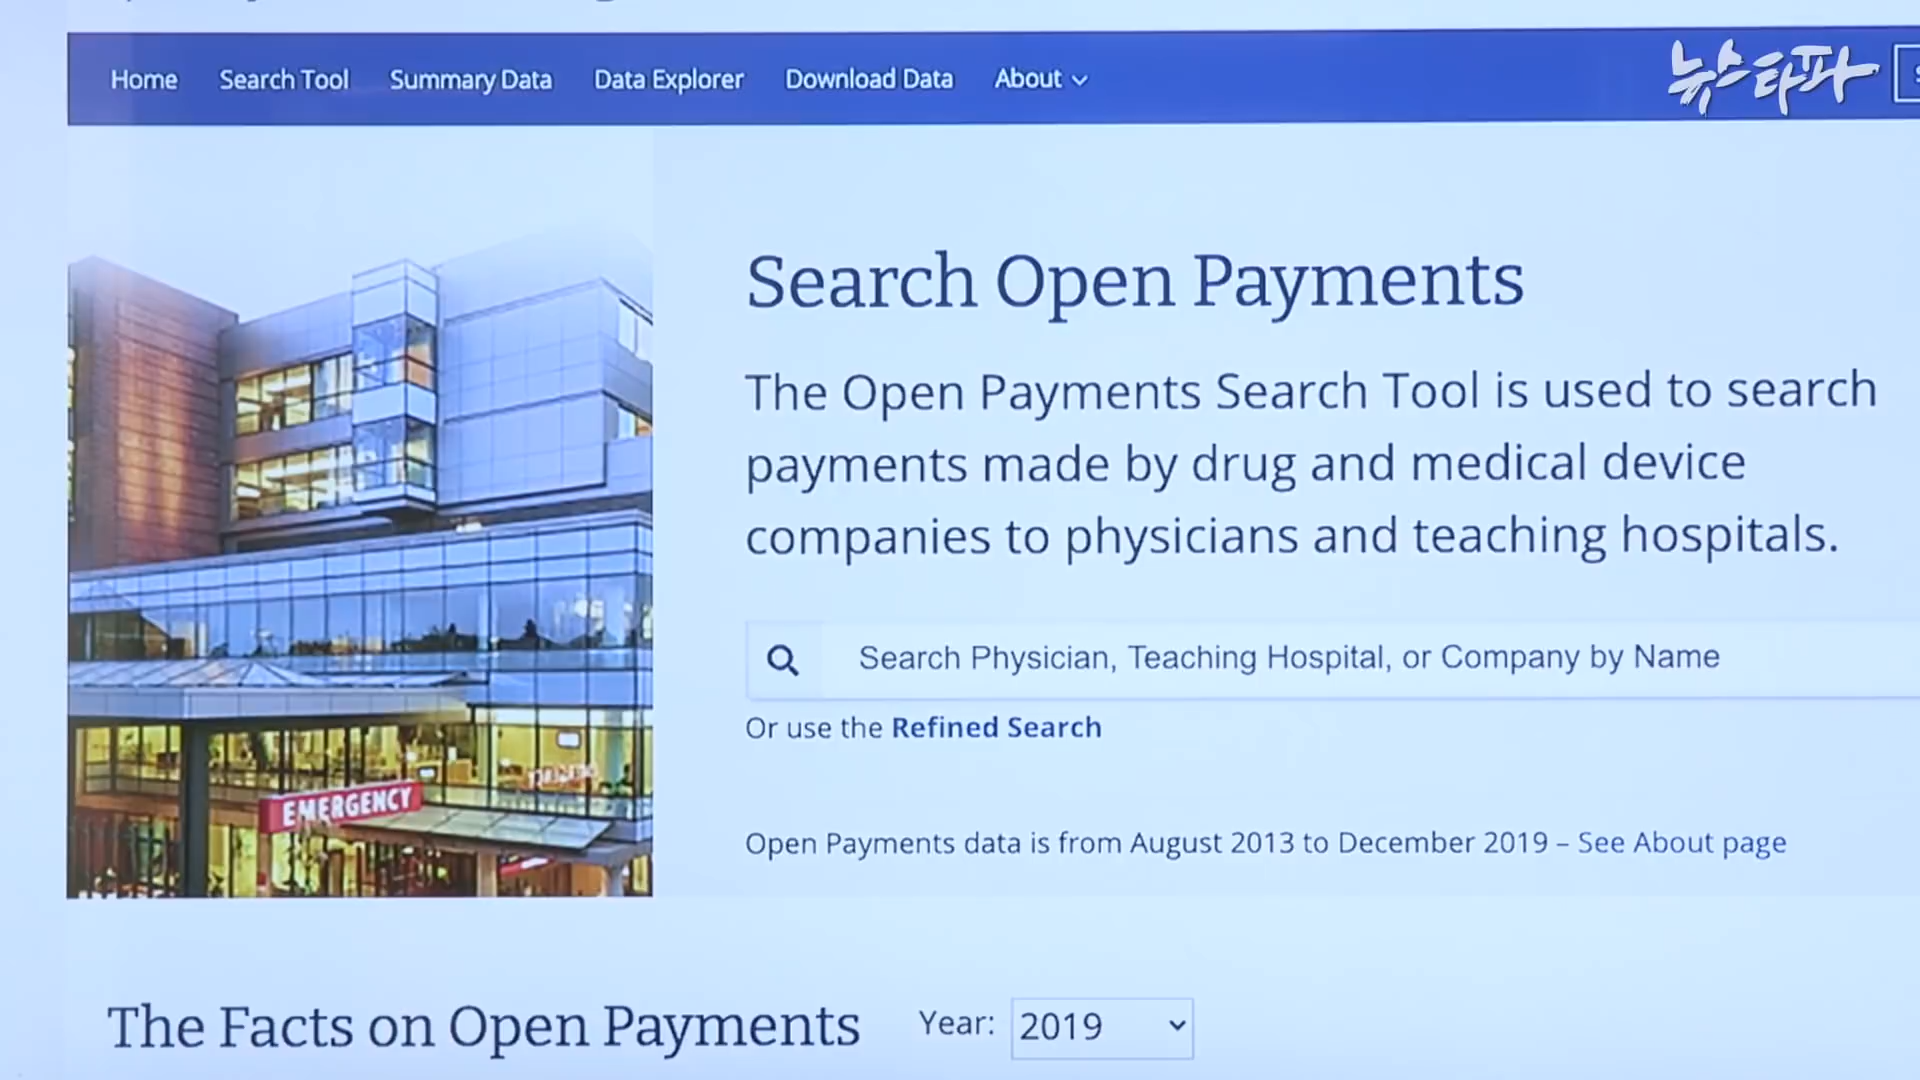 Home Search Tool Summary Data Data Explorer Download Data About
뉴스타파
Search Open Payments
The Open Payments Search Tool is used to search
payments made by drug and medical device
companies to physicians and teaching hospitals.
Search Physician, Teaching Hospital, or Company by Name
Or use the Refined Search
EMERGENCY
Open Payments data is from August 2013 to December 2019 – See About page
The Facts on Open Payments Year: 2019